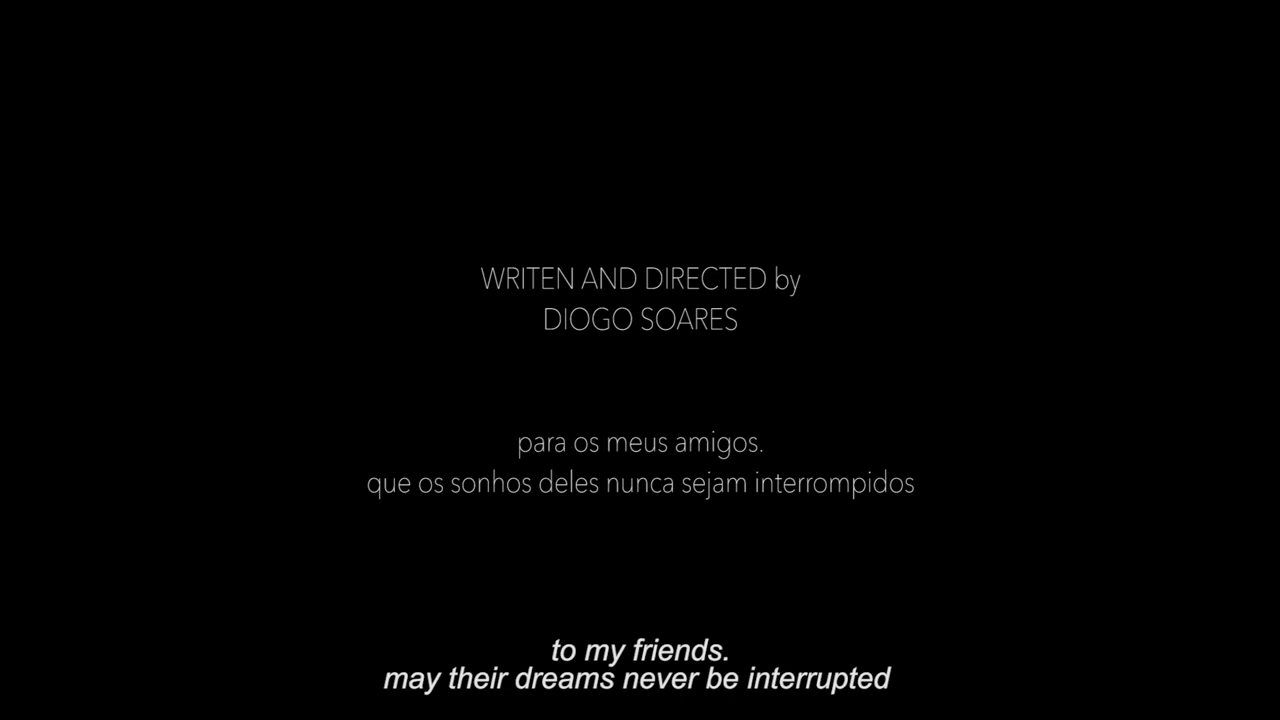 WRITEN AND DIRECTED by
DIOGO SOARES
para os meus amigos.
que os sonhos deles nunca sejam interrompidos
to my friends.
may their dreams never be interrupted